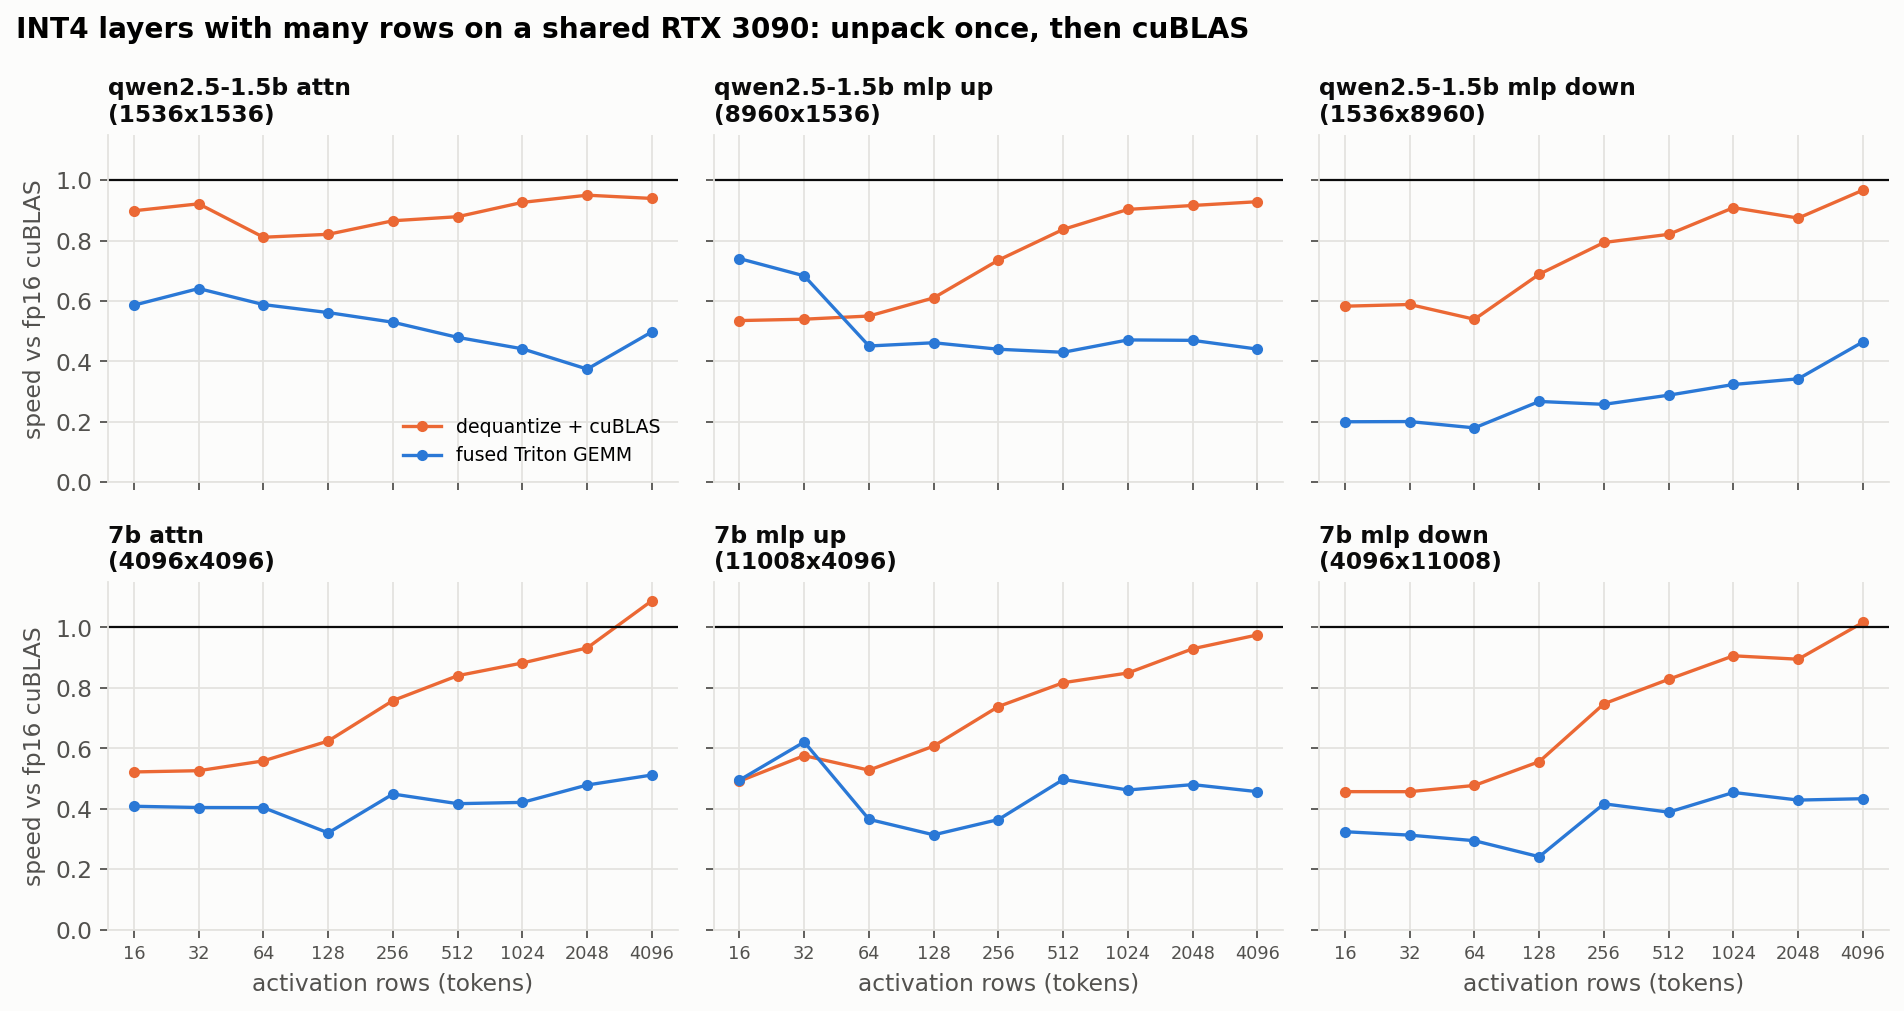 INT4 layers with many rows on a shared RTX 3090: unpack once, then cuBLAS
qwen2.5-1.5b attn
(1536x1536)
qwen2.5-1.5b mlp up
(8960x1536)
qwen2.5-1.5b mlp down
(1536x8960)
speed vs fp16 cuBLAS
1.0
0.8
0.6
0.4
0.2
0.0
dequantize + cuBLAS
fused Triton GEMM
7b attn
(4096x4096)
7b mlp up
(11008x4096)
7b mlp down
(4096x11008)
speed vs fp16 cuBLAS
1.0
0.8
0.6
0.4
0.2
0.0
16 32 64 128 256 512 1024 2048 4096
16 32 64 128 256 512 1024 2048 4096
16 32 64 128 256 512 1024 2048 4096
activation rows (tokens)
activation rows (tokens)
activation rows (tokens)